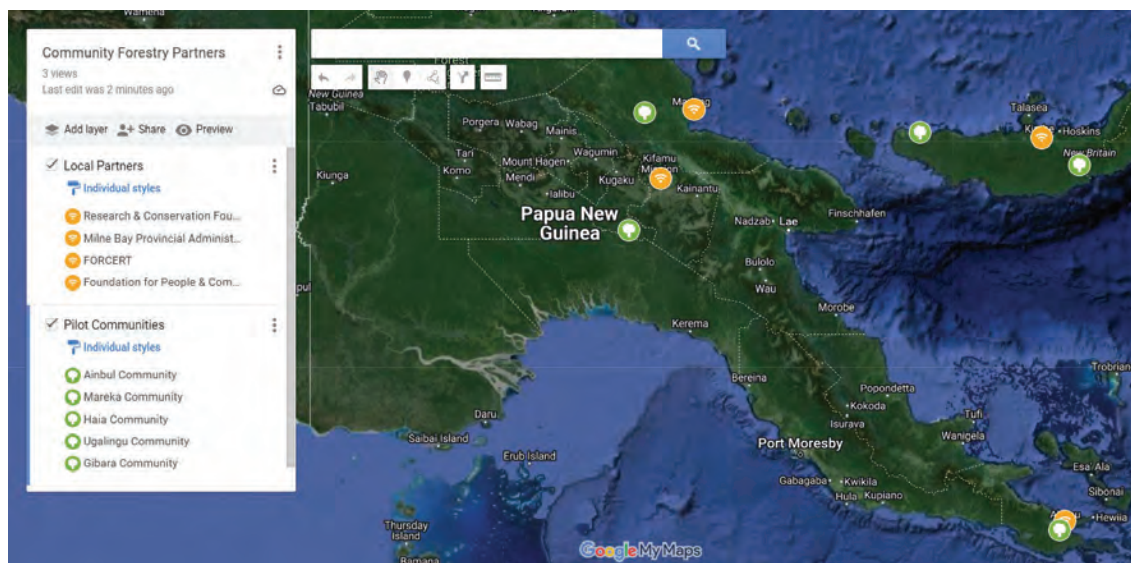 Wamena
Community Forestry Partners
3 views
Last edit was 2 minutes ago
Add layer
Share
Preview
Local Partners
Individual styles
Research & Conservation Fou...
Milne Bay Provincial Administ...
FORCERT
Foundation for People & Com...
Pilot Communities
Individual styles
Ainbul Community
Mareka Community
Haia Community
Ugalingu Community
Gibara Community
Forest
New Guinea
Tabubil
Porgera
Wabag
Mainis
Talasea
Hoskins
New Britain
Tari
Komo
Mount Hagen
Mendi
Wagumin
Kugaku
Kifamu
Mission
Kainantu
Kiunga
Ialibu
Papua New
Guinea
Nadzab
Lae
Finschhafen
Bulolo
Wau
Morobe
Kerema
Bereina
Popondetta
Kokoda
Isurava
Trobrian
Tufi
Wanigela
Daru
Saibai Island
Erub Island
Port Moresby
Gabagaba
Kwikila
Hula
Kupiano
Esa Ala
Sibonai
Hewiia
Thursday
Island
Bamaga
Google My Maps